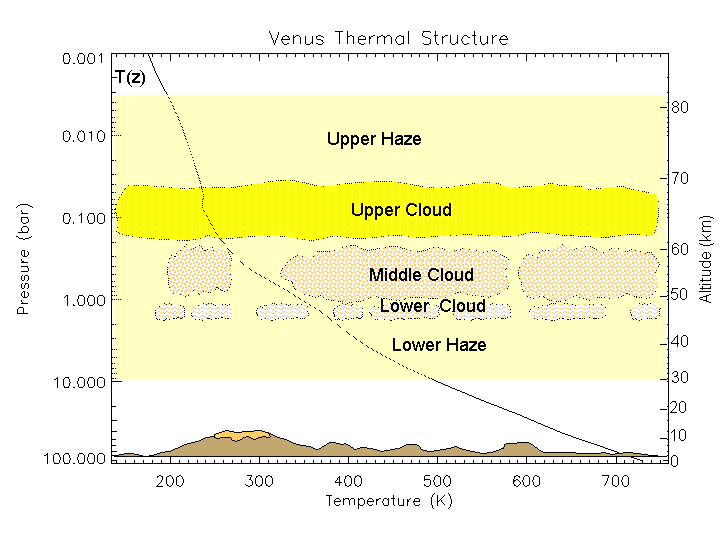 Venus Thermal Structure
0.001
T(z)
80
0.010
Upper Haze
70
0.100
Upper Cloud
60
Middle Cloud
1.000
50
Lower Cloud
40
Lower Haze
10.000
30
20
10
100.000
0
200 300 400 500 600 700
Temperature (K)
Pressure (bar)
Altitude (km)